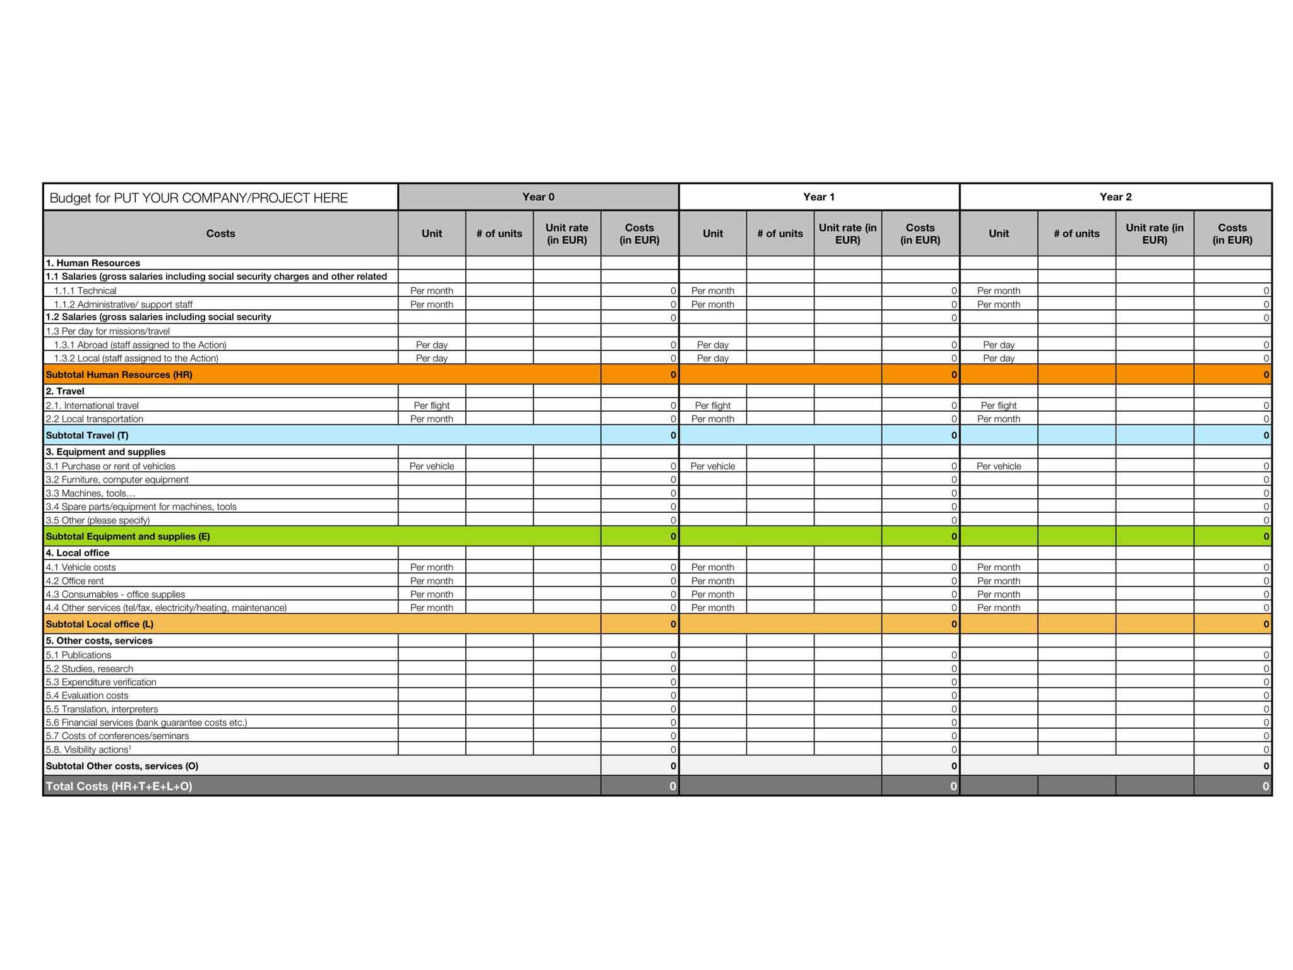 Budget for PUT YOUR COMPANY/PROJECT HERE Year 0 Year 1 Year 2
Costs Unit # of units Unit rate (in EUR) Costs (in EUR) Unit # of units Unit rate (in EUR) Costs (in EUR) Unit # of units Unit rate (in EUR) Costs (in EUR)
1. Human Resources
1.1 Salaries (gross salaries including social security charges and other related
1.1.1 Technical Per month 0 Per month 0 Per month 0
1.1.2 Administrative/ support staff Per month 0 Per month 0 Per month 0
1.2 Salaries (gross salaries including social security 0 0 0
1.3 Per day for missions/travel
1.3.1 Abroad (staff assigned to the Action) Per day 0 Per day 0 Per day 0
1.3.2 Local (staff assigned to the Action) Per day 0 Per day 0 Per day 0
Subtotal Human Resources (HR) 0 0 0
2. Travel
2.1. International travel Per flight 0 Per flight 0 Per flight 0
2.2 Local transportation Per month 0 Per month 0 Per month 0
Subtotal Travel (T) 0 0 0
3. Equipment and supplies
3.1 Purchase or rent of vehicles Per vehicle 0 Per vehicle 0 Per vehicle 0
3.2 Furniture, computer equipment 0 0 0
3.3 Machines, tools… 0 0 0
3.4 Spare parts/equipment for machines, tools 0 0 0
3.5 Other (please specify) 0 0 0
Subtotal Equipment and supplies (E) 0 0 0
4. Local office
4.1 Vehicle costs Per month 0 Per month 0 Per month 0
4.2 Office rent Per month 0 Per month 0 Per month 0
4.3 Consumables - office supplies Per month 0 Per month 0 Per month 0
4.4 Other services (tel/fax, electricity/heating, maintenance) Per month 0 Per month 0 Per month 0
Subtotal Local office (L) 0 0 0
5. Other costs, services
5.1 Publications 0 0 0
5.2 Studies, research 0 0 0
5.3 Expenditure verification 0 0 0
5.4 Evaluation costs 0 0 0
5.5 Translation, interpreters 0 0 0
5.6 Financial services (bank guarantee costs etc.) 0 0 0
5.7 Costs of conferences/seminars 0 0 0
5.8. Visibility actions¹ 0 0 0
Subtotal Other costs, services (O) 0 0 0
Total Costs (HR+T+E+L+O) 0 0 0